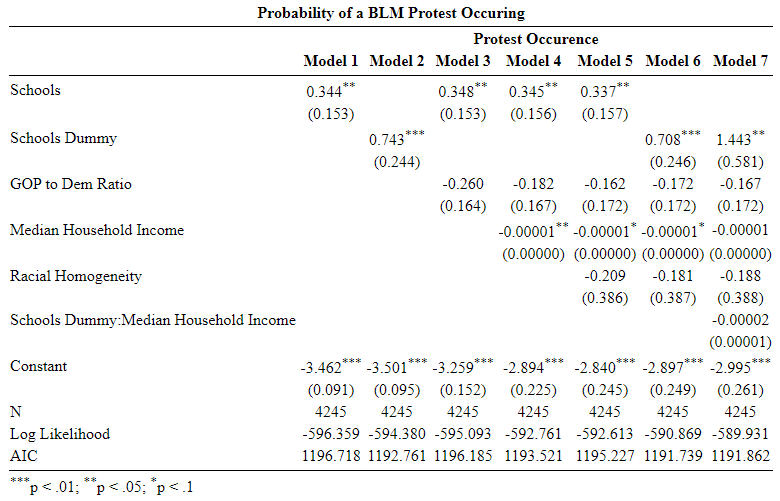 Probability of a BLM Protest Occuring
Protest Occurence
Model 1 Model 2 Model 3 Model 4 Model 5 Model 6 Model 7
Schools 0.344** 0.348** 0.345** 0.337**
(0.153) (0.153) (0.156) (0.157)
Schools Dummy 0.743*** 0.708*** 1.443**
(0.244) (0.246) (0.581)
GOP to Dem Ratio -0.260 -0.182 -0.162 -0.172 -0.167
(0.164) (0.167) (0.172) (0.172) (0.172)
Median Household Income -0.00001** -0.00001* -0.00001* -0.00001
(0.00000) (0.00000) (0.00000) (0.00000)
Racial Homogeneity -0.209 -0.181 -0.188
(0.386) (0.387) (0.388)
Schools Dummy:Median Household Income -0.00002
(0.00001)
Constant -3.462*** -3.501*** -3.259*** -2.894*** -2.840*** -2.897*** -2.995***
(0.091) (0.095) (0.152) (0.225) (0.245) (0.249) (0.261)
N 4245 4245 4245 4245 4245 4245 4245
Log Likelihood -596.359 -594.380 -595.093 -592.761 -592.613 -590.869 -589.931
AIC 1196.718 1192.761 1196.185 1193.521 1195.227 1191.739 1191.862
***p < .01; **p < .05; *p < .1